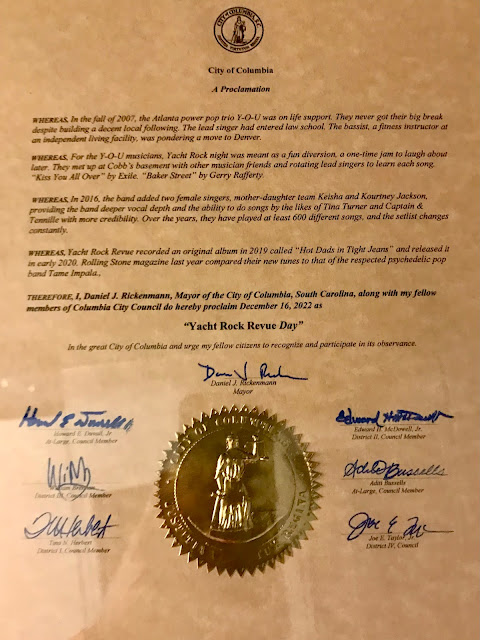 CITY OF COLUMBIA, S.C.
City of Columbia
A Proclamation
WHEREAS, In the fall of 2007, the Atlanta power pop trio Y-O-U was on life support. They never got their big break
despite building a decent local following. The lead singer had entered law school. The bassist, a fitness instructor at
an independent living facility, was pondering a move to Denver.
WHEREAS, For the Y-O-U musicians, Yacht Rock night was meant as a fun diversion, a one-time jam to laugh about
later. They met up at Cobb's basement with other musician friends and rotating lead singers to learn each song.
"Kiss You All Over" by Exile. "Baker Street" by Gerry Rafferty.
WHEREAS, In 2016, the band added two female singers, mother-daughter team Keisha and Kourtney Jackson,
providing the band deeper vocal depth and the ability to do songs by the likes of Tina Turner and Captain &
Tennille with more credibility. Over the years, they have played at least 600 different songs, and the setlist changes
constantly.
WHEREAS, Yacht Rock Revue recorded an original album in 2019 called "Hot Dads in Tight Jeans" and released it
in early 2020. Rolling Stone magazine last year compared their new tunes to that of the respected psychedelic pop
band Tame Impala.,
THEREFORE, I, Daniel J. Rickenmann, Mayor of the City of Columbia, South Carolina, along with my fellow
members of Columbia City Council do hereby proclaim December 16, 2022 as
"Yacht Rock Revue Day"
In the great City of Columbia and urge my fellow citizens to recognize and participate in its observance.
Daniel J. Rickenmann
Mayor
Howard E. Duvall, Jr.
At-Large, Council Member
Edward H. McDowell, Jr.
District II, Council Member
District III, Council Member
Aditi Bussells
At-Large, Council Member
Tina N. Herbert
District I, Council Member
Joe E. Taylor, Jr.
District IV, Council